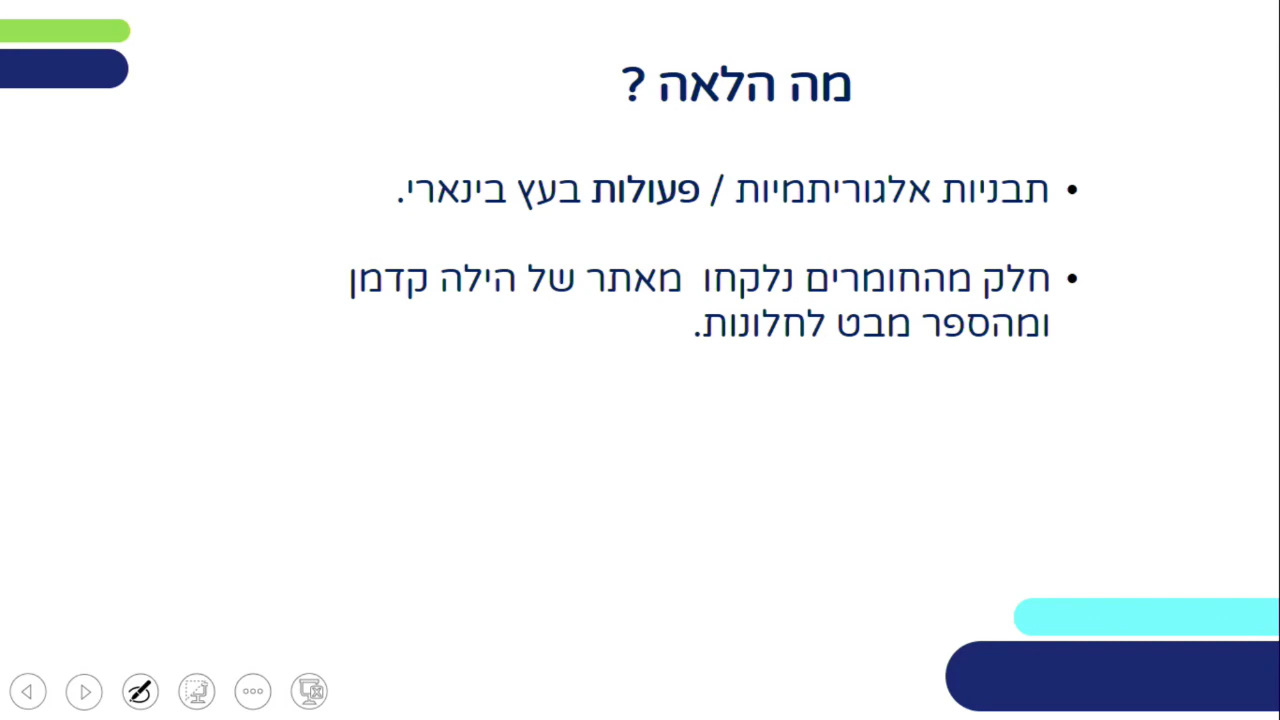 מה הלאה ?
• תבניות אלגוריתמיות / פעולות בעץ בינארי.
• חלק מהחומרים נלקחו מאתר של הילה קדמן
ומהספר מבט לחלונות.